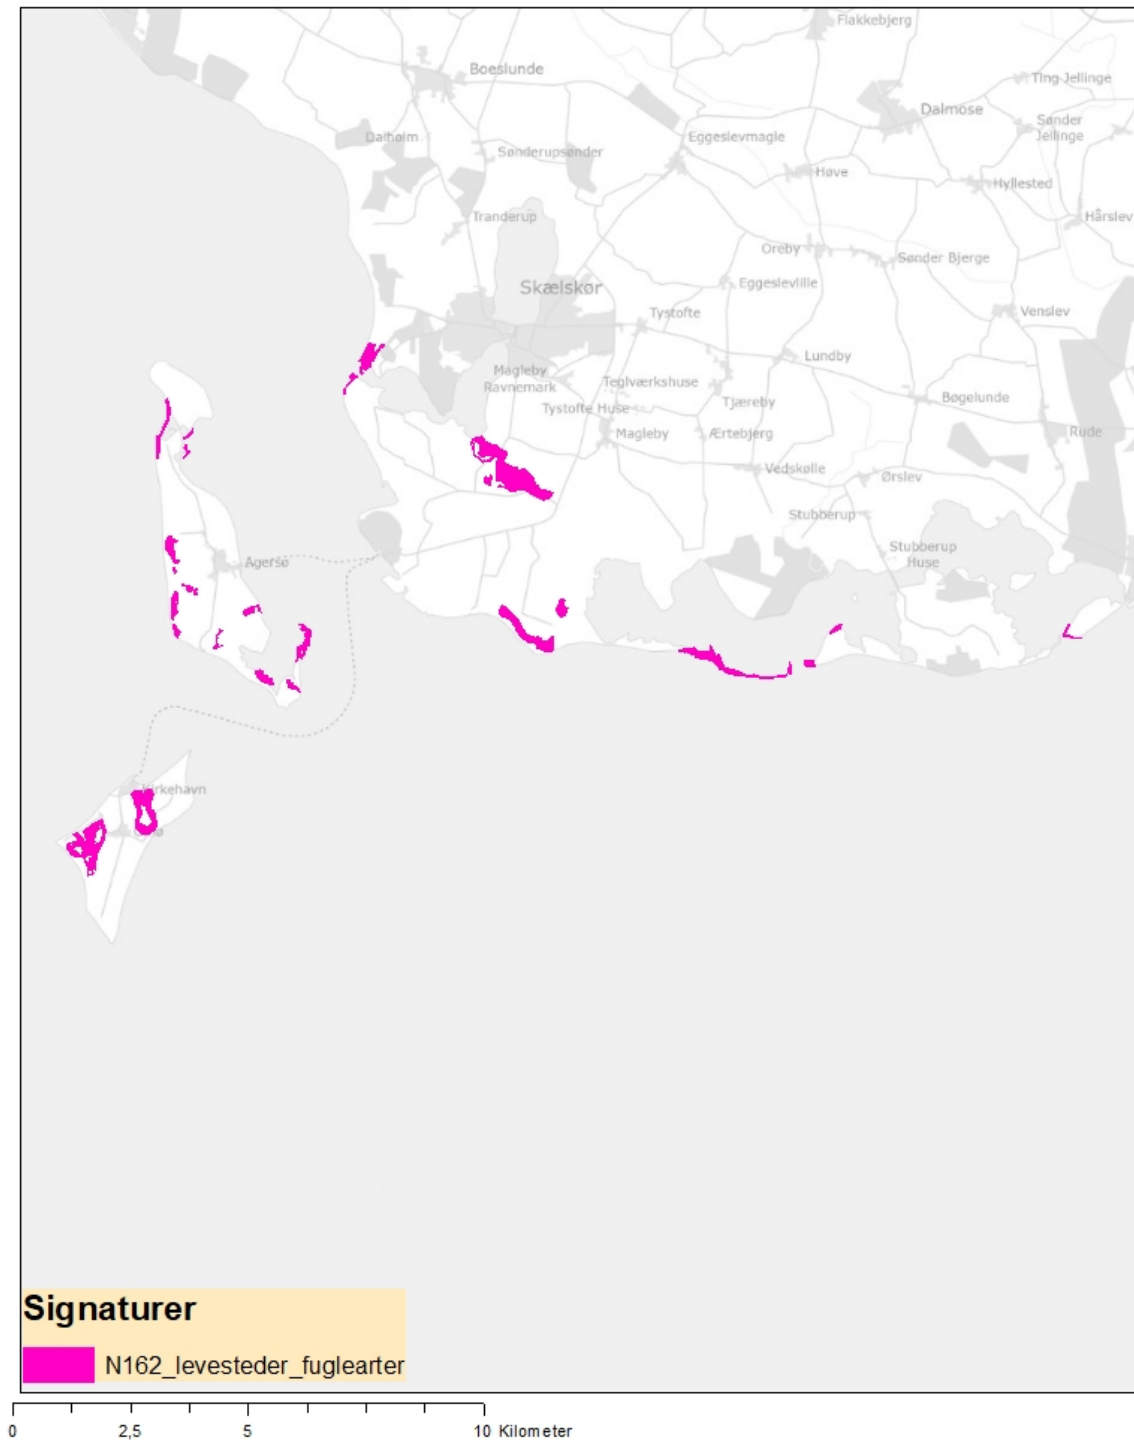 Flakkebjerg
Boeslunde
Ting Jellinge
Dalmose
Sønder
Jellinge
Dalholm
Eggeslevmagle
Sønderupsønder
Høve
Hyllested
Tranderup
Hårslev
Oreby
Sønder Bjerge
Skælskør
Eggeslevlille
Tystofte
Venslev
Lundby
Magleby
Ravnemark
Teglværkshuse
Bøgelunde
Tystofte Huse
Tjæreby
Magleby
Ærtebjerg
Rude
Vedskølle
Ørslev
Stubberup
Stubberup
Huse
Agersø
Kirkehavn
Signaturer
N162_levesteder_fuglearter
0 2,5 5 10 Kilometer